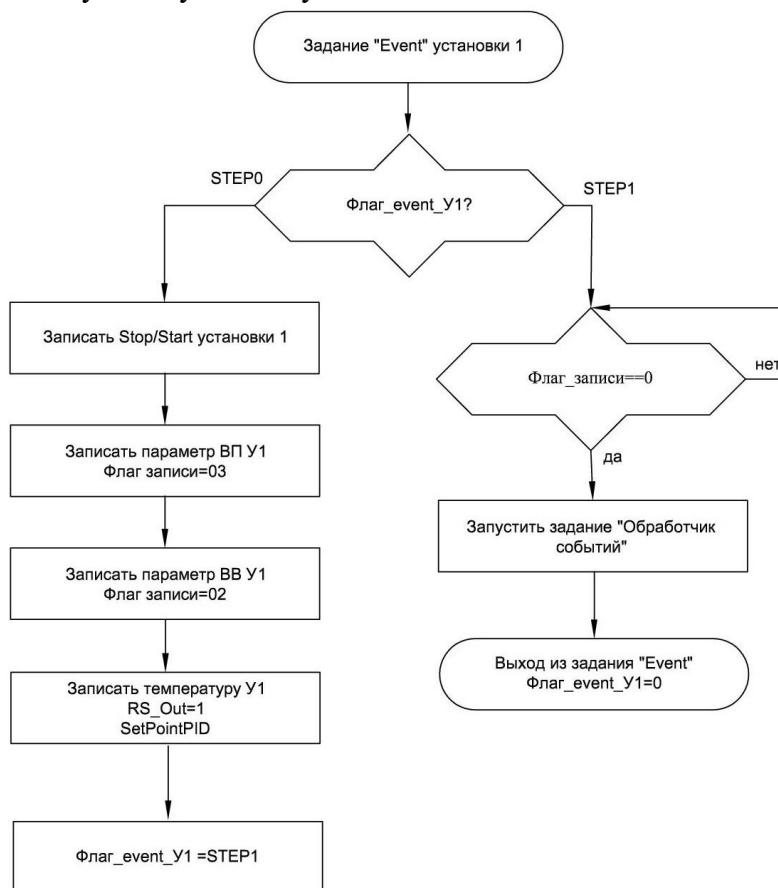 Задание "Event" установки 1
STEP0
Флаг_event_У1?
STEP1
Записать Stop/Start установки 1
Флаг_записи==0
нет
да
Записать параметр ВП У1
Флаг записи=03
Запустить задание "Обработчик
событий"
Записать параметр ВВ У1
Флаг записи=02
Выход из задания "Event"
Флаг_event_У1=0
Записать температуру У1
RS_Out=1
SetPointPID
Флаг_event_У1 =STEP1